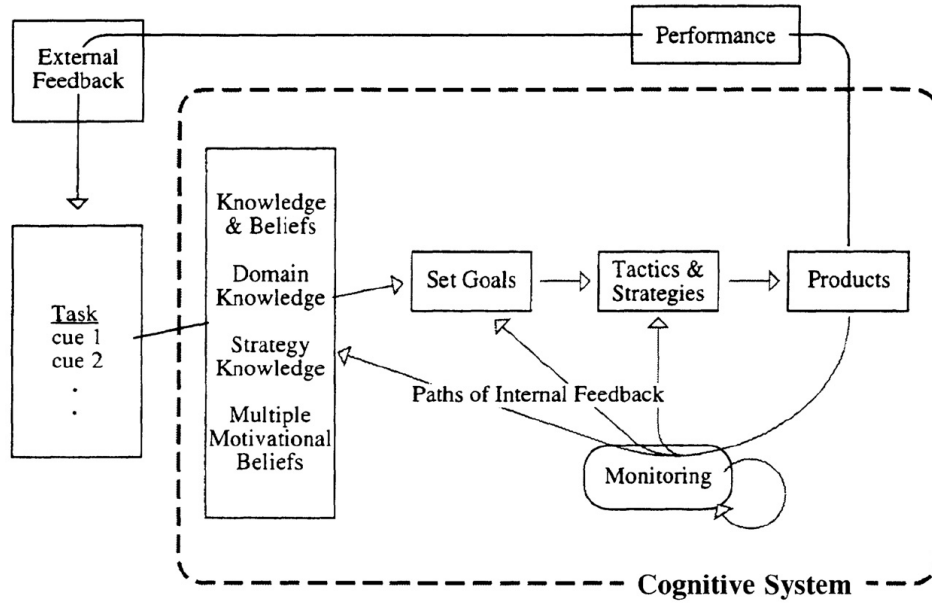 External
Feedback
Performance
Knowledge
& Beliefs
Domain
Knowledge
Strategy
Knowledge
Multiple
Motivational
Beliefs
Task
cue 1
cue 2
.
.
Set Goals
Tactics &
Strategies
Products
Paths of Internal Feedback
Monitoring
Cognitive System